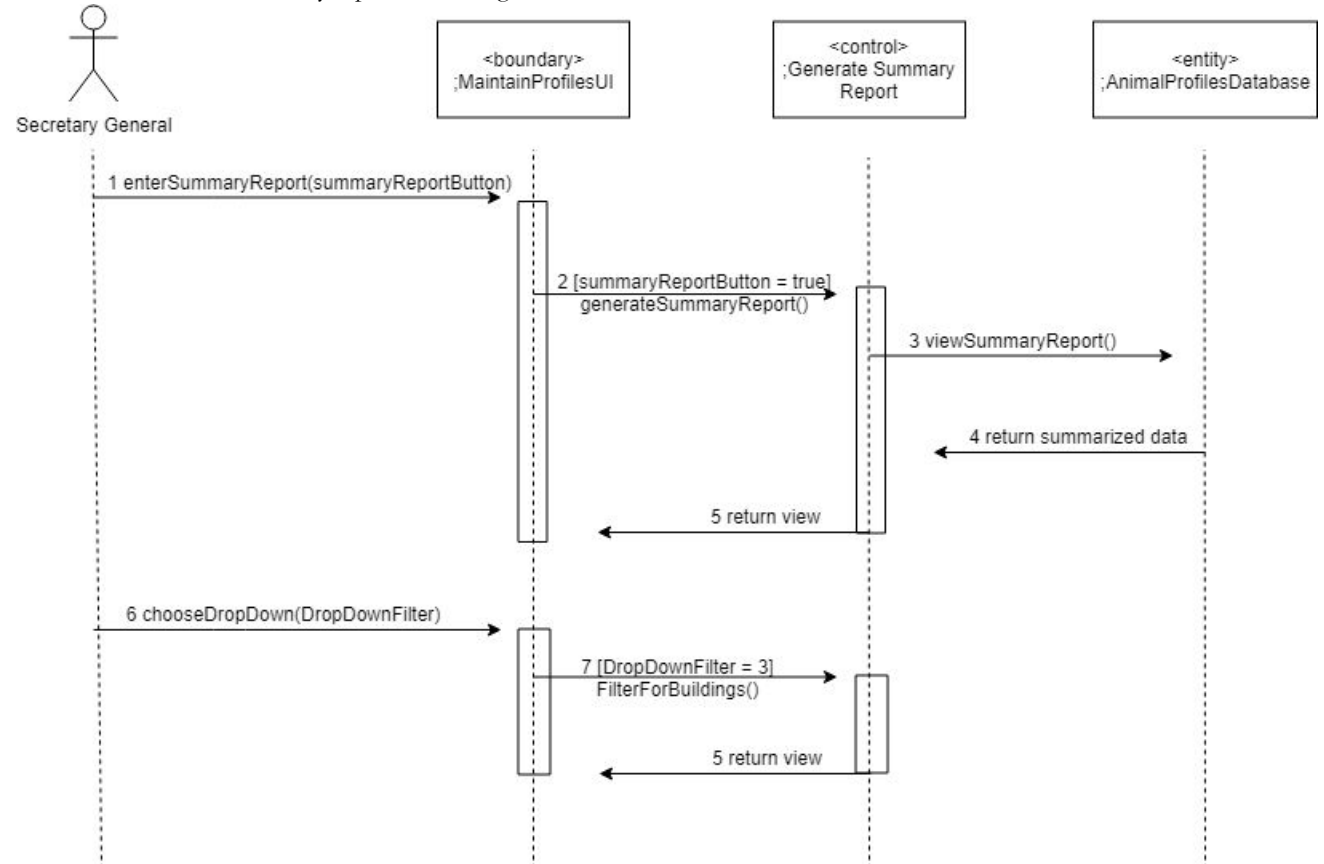 <boundary>
;MaintainProfilesUI
<control>
;Generate Summary
Report
<entity>
;AnimalProfilesDatabase
Secretary General
1 enterSummaryReport(summaryReportButton)
2 [summaryReportButton = true]
generateSummaryReport()
3 viewSummaryReport()
4 return summarized data
5 return view
6 chooseDropDown(DropDownFilter)
7 [DropDownFilter = 3]
FilterForBuildings()
5 return view